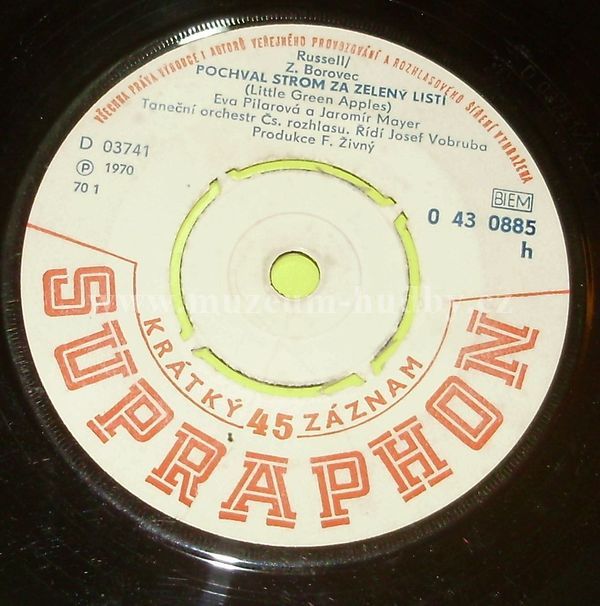 VŠECHNA PRÁVA VÝROBCE I AUTORŮ VEŘEJNÉHO PROVOZOVÁNÍ A ROZHLASOVÉHO ŠÍŘENÍ VYHRAŽENA
Russell/
Z. Borovec
POCHVAL STROM ZA ZELENÝ LISTÍ
(Little Green Apples)
Eva Pilarová a Jaromír Mayer
Taneční orchestr Čs. rozhlasu. Řídí Josef Vobruba
Produkce F. Živný
D 03741
Ⓟ 1970
70 1
BIEM
0 43 0885
h
www.muzeum-hudby.cz
KRÁTKÝ 45 ZÁZNAM
SUPRAPHON